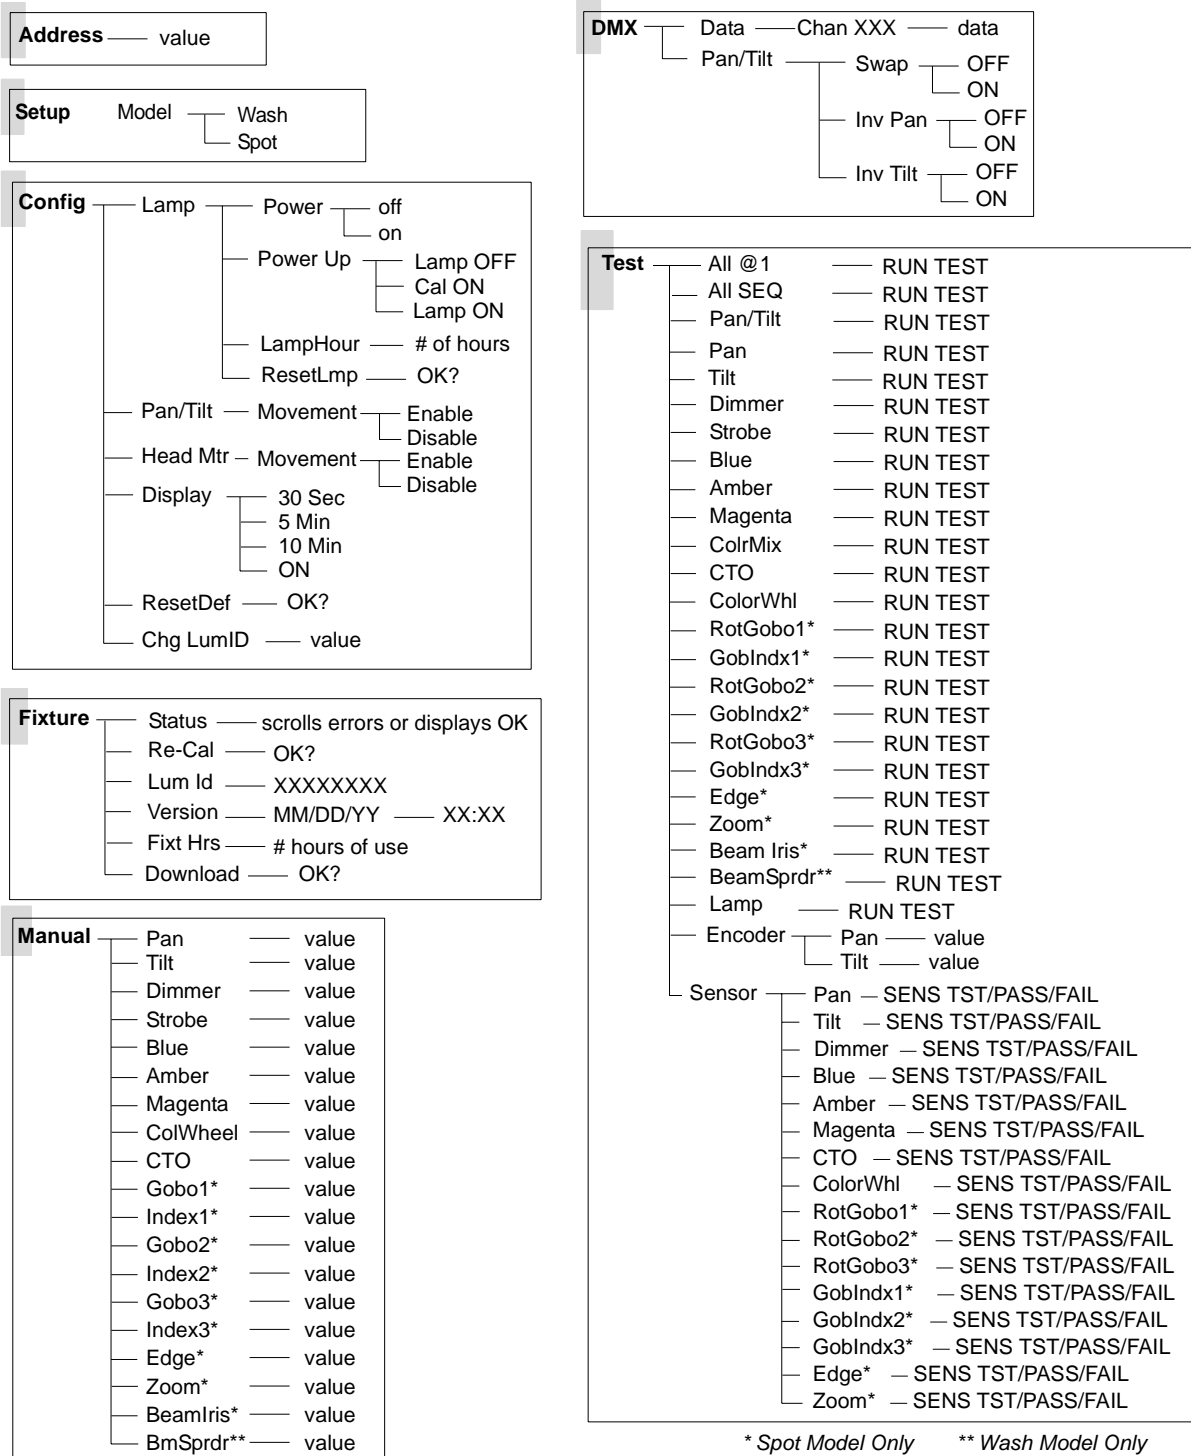 Address value
Setup Model Wash
Spot
Config Lamp Power off
on
Power Up Lamp OFF
Cal ON
Lamp ON
LampHour # of hours
ResetLmp OK?
Pan/Tilt Movement Enable
Disable
Head Mtr Movement Enable
Disable
Display 30 Sec
5 Min
10 Min
ON
ResetDef OK?
Chg LumID value
Fixture Status scrolls errors or displays OK
Re-Cal OK?
Lum Id XXXXXXXX
Version MM/DD/YY XX:XX
Fixt Hrs # hours of use
Download OK?
Manual Pan value
Tilt value
Dimmer value
Strobe value
Blue value
Amber value
Magenta value
ColWheel value
CTO value
Gobo1* value
Index1* value
Gobo2* value
Index2* value
Gobo3* value
Index3* value
Edge* value
Zoom* value
BeamIris* value
BmSprdr** value
DMX Data Chan XXX data
Pan/Tilt Swap OFF
ON
Inv Pan OFF
ON
Inv Tilt OFF
ON
Test All @1 RUN TEST
All SEQ RUN TEST
Pan/Tilt RUN TEST
Pan RUN TEST
Tilt RUN TEST
Dimmer RUN TEST
Strobe RUN TEST
Blue RUN TEST
Amber RUN TEST
Magenta RUN TEST
ColrMix RUN TEST
CTO RUN TEST
ColorWhl RUN TEST
RotGobo1* RUN TEST
GobIndx1* RUN TEST
RotGobo2* RUN TEST
GobIndx2* RUN TEST
RotGobo3* RUN TEST
GobIndx3* RUN TEST
Edge* RUN TEST
Zoom* RUN TEST
Beam Iris* RUN TEST
BeamSprdr** RUN TEST
Lamp RUN TEST
Encoder Pan value
Tilt value
Sensor Pan SENS TST/PASS/FAIL
Tilt SENS TST/PASS/FAIL
Dimmer SENS TST/PASS/FAIL
Blue SENS TST/PASS/FAIL
Amber SENS TST/PASS/FAIL
Magenta SENS TST/PASS/FAIL
CTO SENS TST/PASS/FAIL
ColorWhl SENS TST/PASS/FAIL
RotGobo1* SENS TST/PASS/FAIL
RotGobo2* SENS TST/PASS/FAIL
RotGobo3* SENS TST/PASS/FAIL
GobIndx1* SENS TST/PASS/FAIL
GobIndx2* SENS TST/PASS/FAIL
GobIndx3* SENS TST/PASS/FAIL
Edge* SENS TST/PASS/FAIL
Zoom* SENS TST/PASS/FAIL
* Spot Model Only ** Wash Model Only